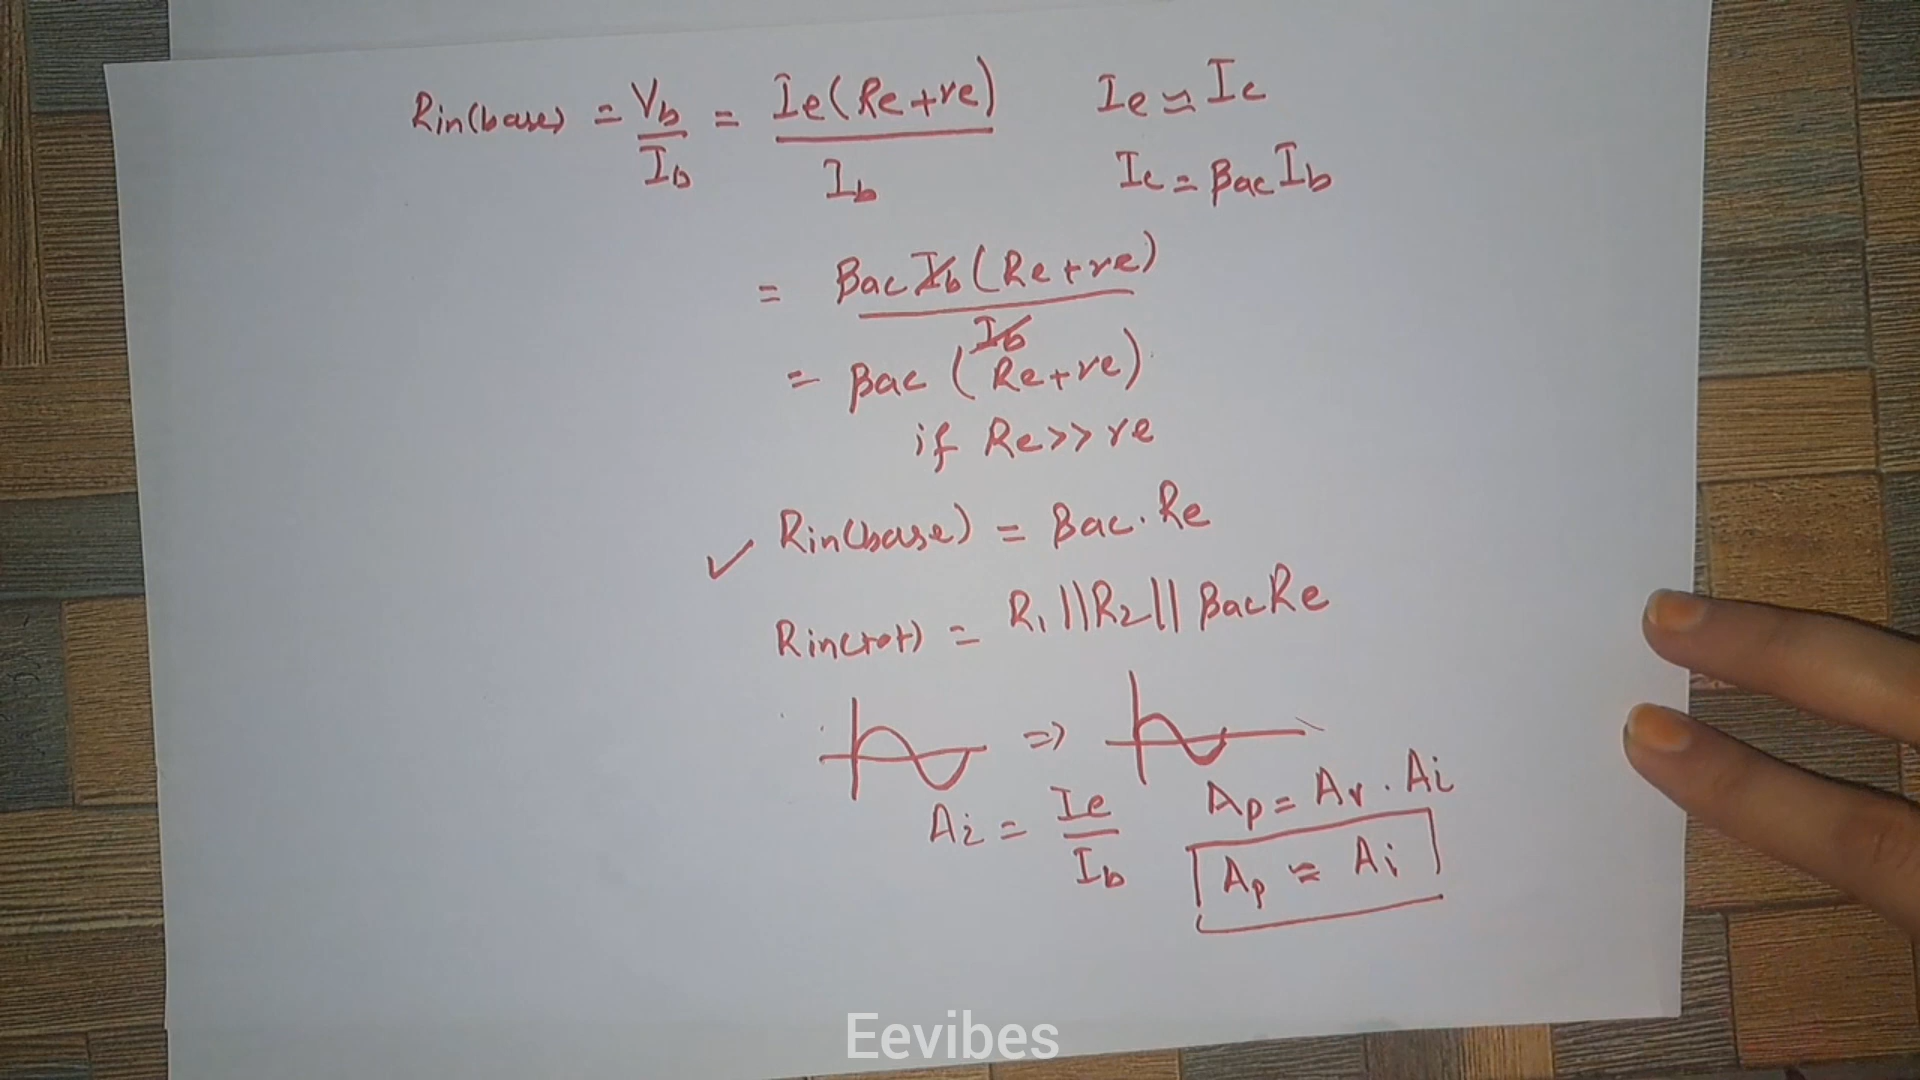 Rin(base) = Vb/Ib = Ie(Re+re)/Ib    Ie ≈ Ic
Ic = βac Ib
= βac Ib (Re+re)/Ib
= βac (Re+re)
if Re>>re
✓ Rin(base) = βac . Re
Rin(tot) = R1 || R2 || βacRe
=>
Ai = Ie/Ib    Ap = Av . Ai
Ap ≈ Ai
Eevibes